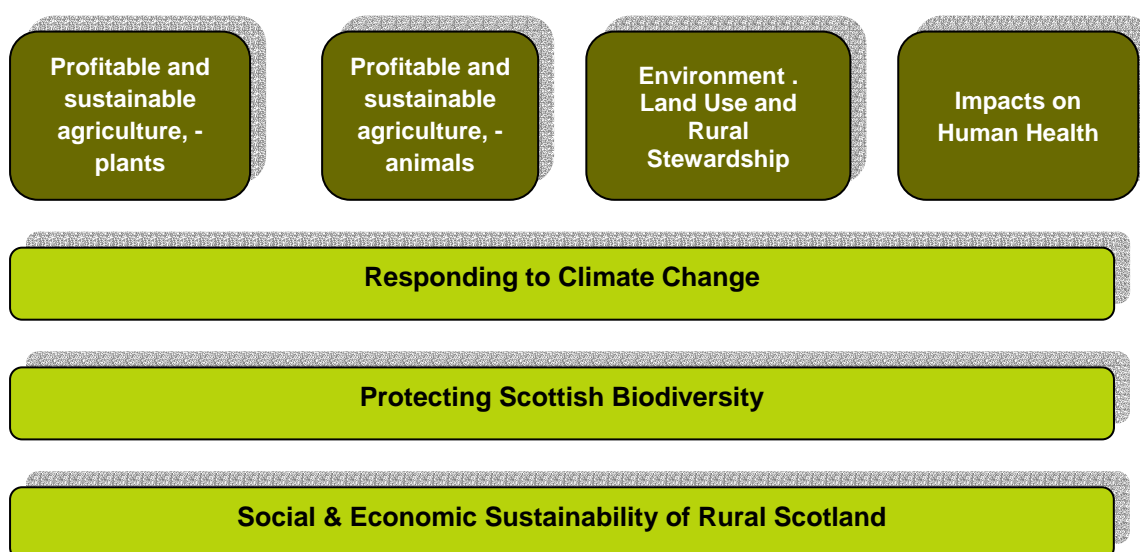 Profitable and
sustainable
agriculture, -
plants
Profitable and
sustainable
agriculture, -
animals
Environment .
Land Use and
Rural
Stewardship
Impacts on
Human Health
Responding to Climate Change
Protecting Scottish Biodiversity
Social & Economic Sustainability of Rural Scotland